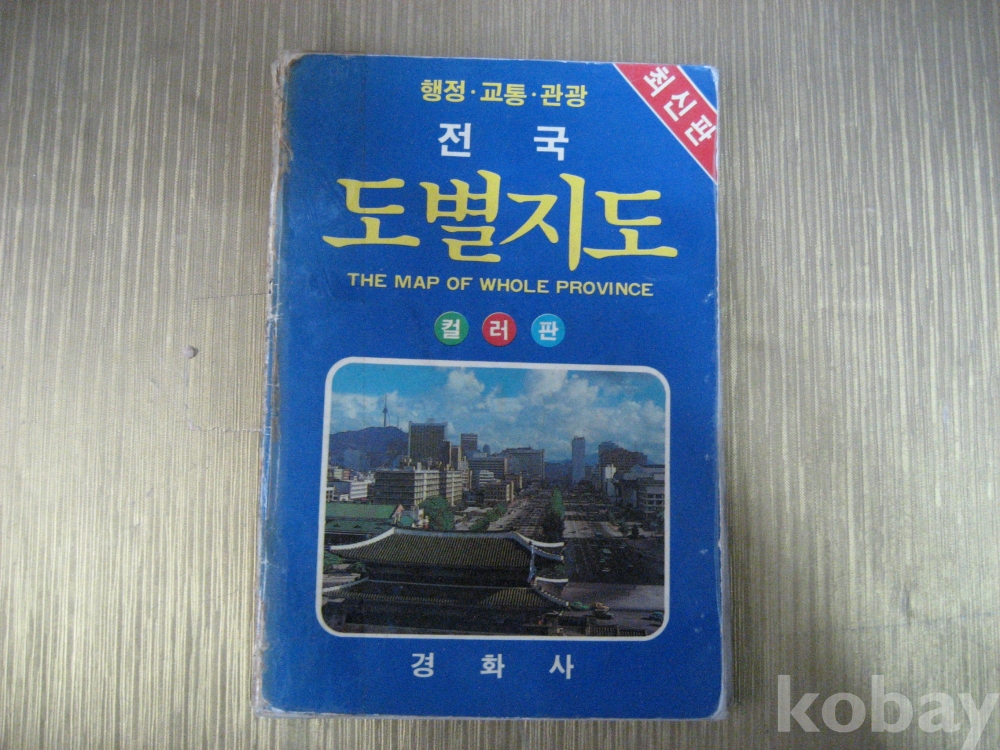 최신판
행정·교통·관광
전국
도별지도
THE MAP OF WHOLE PROVINCE
컬러판
경화사
kobay